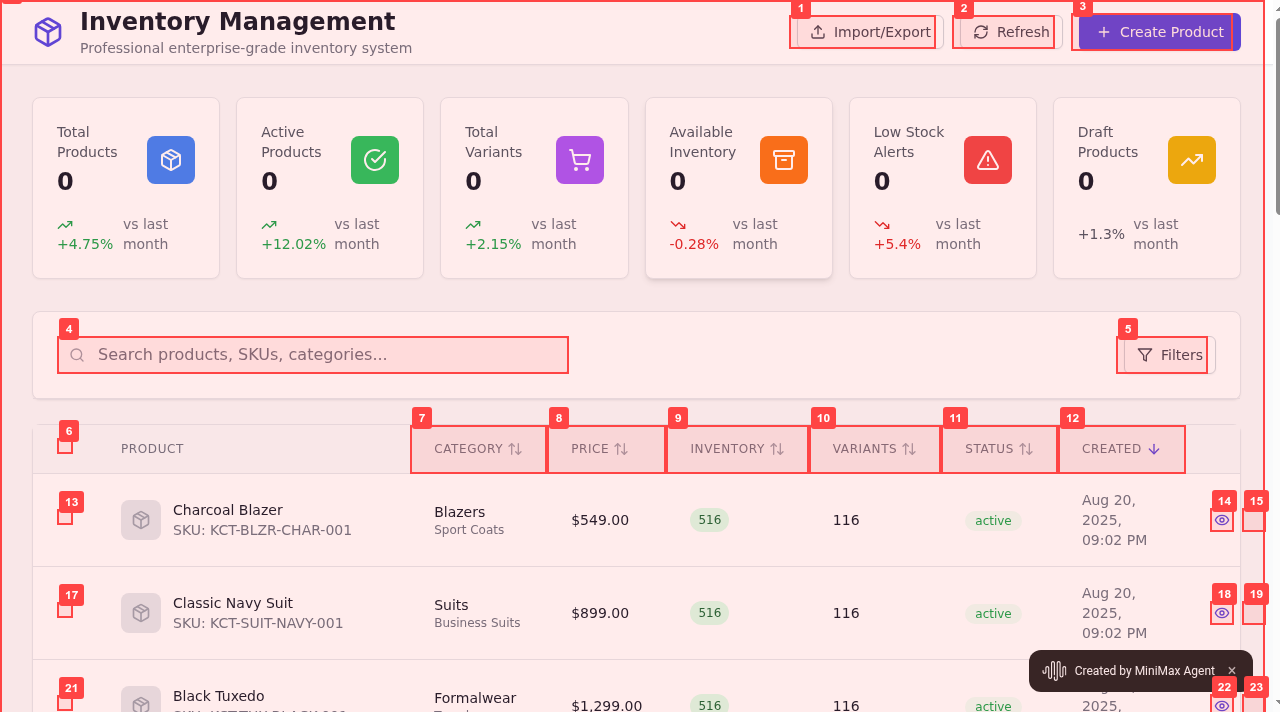 Inventory Management
Professional enterprise-grade inventory system
1
Import/Export
2
Refresh
3
Create Product
Total
Products
0
+4.75%
vs last
month
Active
Products
0
+12.02%
vs last
month
Total
Variants
0
+2.15%
vs last
month
Available
Inventory
0
-0.28%
vs last
month
Low Stock
Alerts
0
+5.4%
vs last
month
Draft
Products
0
+1.3%
vs last
month
4
Search products, SKUs, categories...
5
Filters
6
PRODUCT
7
CATEGORY
8
PRICE
9
INVENTORY
10
VARIANTS
11
STATUS
12
CREATED
13
Charcoal Blazer
SKU: KCT-BLZR-CHAR-001
Blazers
Sport Coats
$549.00
516
116
active
Aug 20,
2025,
09:02 PM
14
15
17
Classic Navy Suit
SKU: KCT-SUIT-NAVY-001
Suits
Business Suits
$899.00
516
116
active
Aug 20,
2025,
09:02 PM
18
19
21
Black Tuxedo
Formalwear
$1,299.00
516
116
active
2025,
22
23
Created by MiniMax Agent